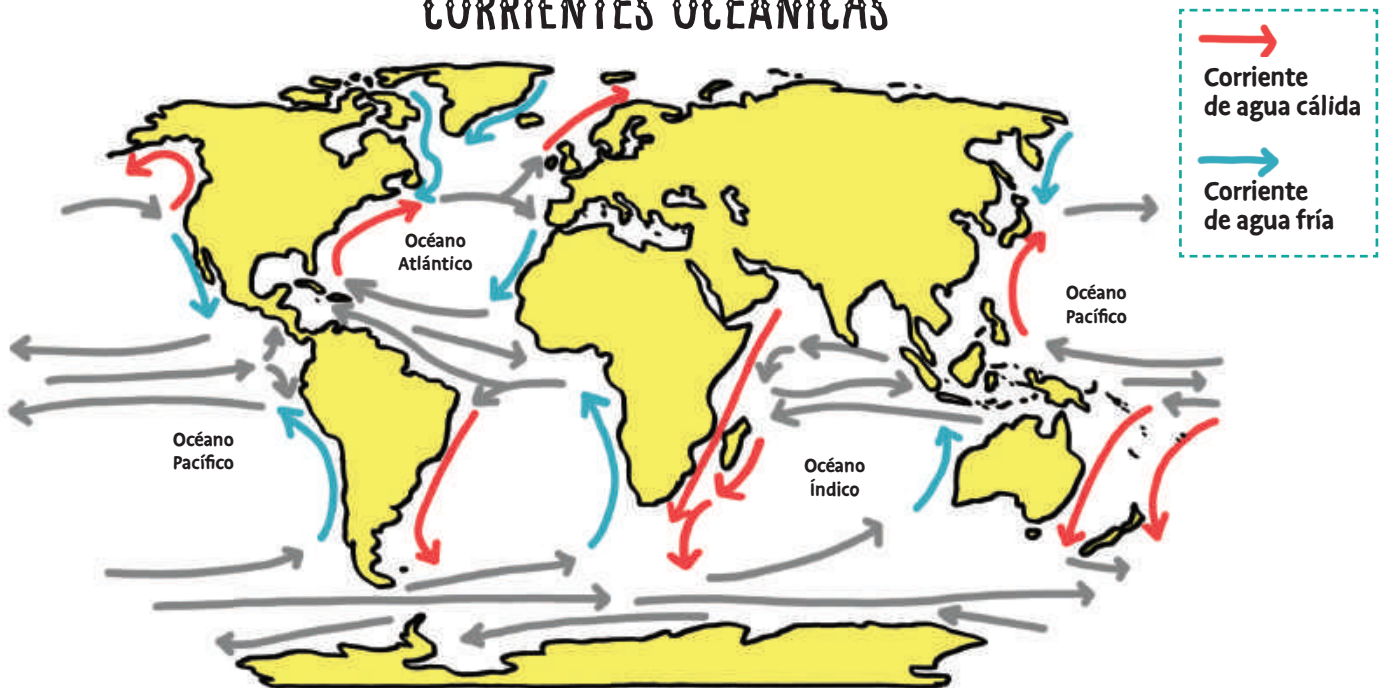 CORRIENTES OCEÁNICAS
Corriente
de agua cálida
Corriente
de agua fría
Océano
Atlántico
Océano
Pacífico
Océano
Pacífico
Océano
Índico